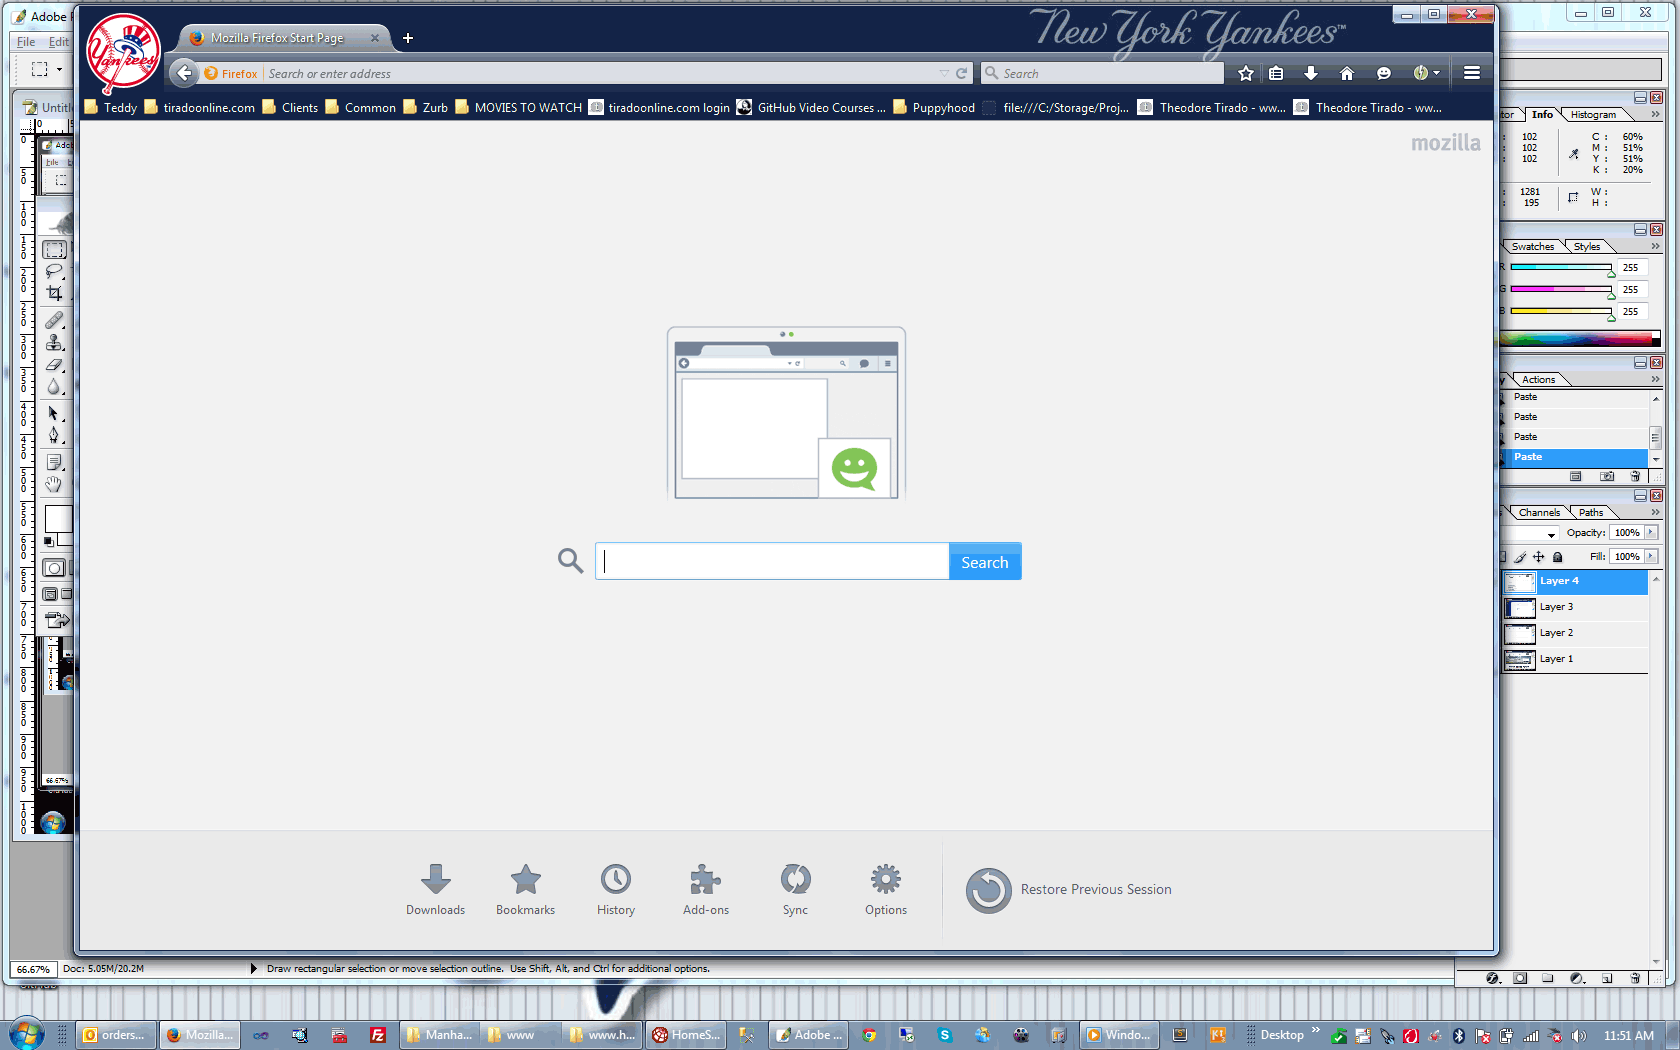 Adobe
New York Yankees™
Yankees
Mozilla Firefox Start Page
File Edit
Firefox
Search or enter address
Search
Teddy
tiradoonline.com
Clients
Common
Zurb
MOVIES TO WATCH
tiradoonline.com login
GitHub Video Courses ...
Puppyhood
file:///C:/Storage/Proj...
Theodore Tirado - ww...
Theodore Tirado - ww...
mozilla
Info
Histogram
102
102
102
C : 60%
M : 51%
Y : 51%
K : 20%
1281
195
W :
H :
Swatches
Styles
R 255
G 255
B 255
Actions
Paste
Paste
Paste
Paste
Channels
Paths
Opacity: 100%
Fill: 100%
Layer 4
Layer 3
Layer 2
Layer 1
Search
Downloads
Bookmarks
History
Add-ons
Sync
Options
Restore Previous Session
66.67%
66.67%
Doc: 5.05M/20.2M
Draw rectangular selection or move selection outline. Use Shift, Alt, and Ctrl for additional options.
orders...
Mozilla...
Manha...
www
www.h...
HomeS...
Adobe ...
Windo...
Desktop
11:51 AM